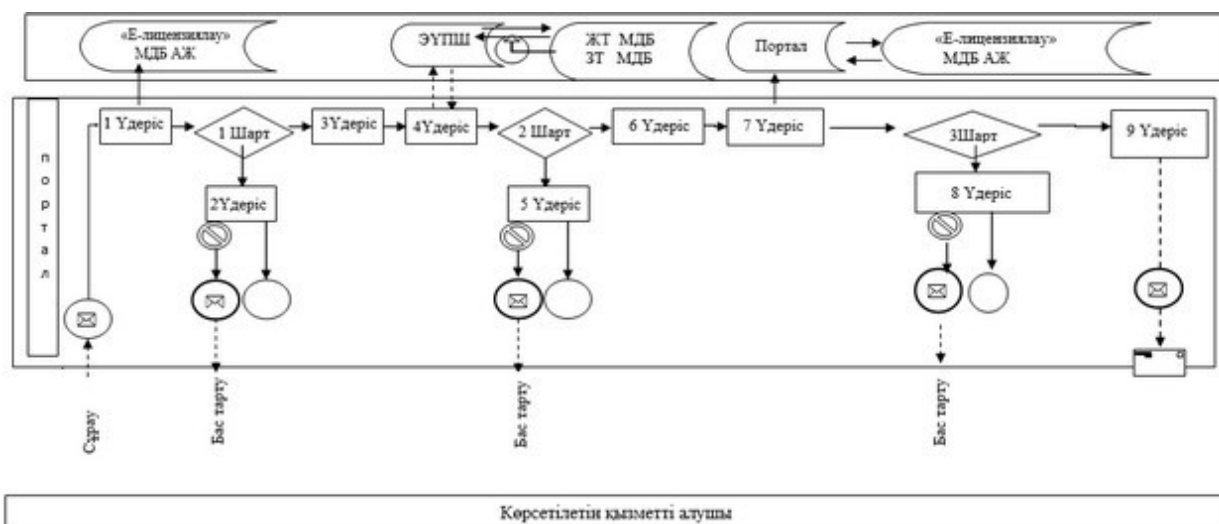 «Е-лицензиялау»
МДБ АЖ
ЭҮПШ
ЖТ МДБ
ЗТ МДБ
Портал
«Е-лицензиялау»
МДБ АЖ
портал
1 Үдеріс
1 Шарт
3Үдеріс
4Үдеріс
2 Шарт
6 Үдеріс
7 Үдеріс
3Шарт
9 Үдеріс
2Үдеріс
5 Үдеріс
8 Үдеріс
Сұрау
Бас тарту
Бас тарту
Бас тарту
Көрсетілетін қызметті алушы